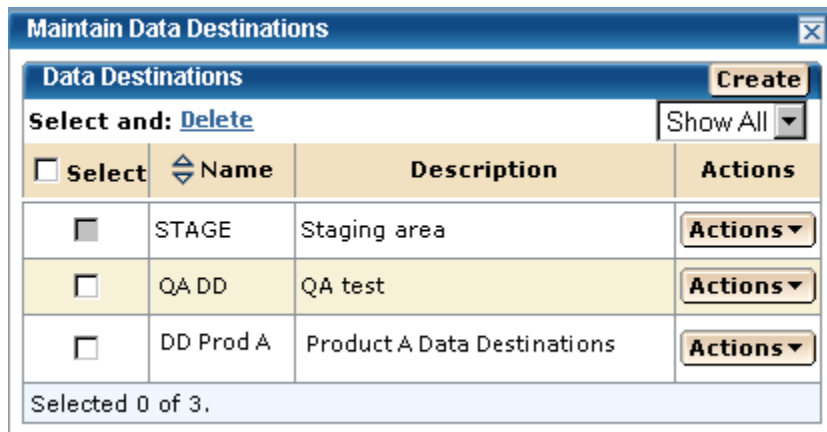 Maintain Data Destinations
Data Destinations Create
Select and: Delete Show All
Select Name Description Actions
STAGE Staging area Actions
QA DD QA test Actions
DD Prod A Product A Data Destinations Actions
Selected 0 of 3.